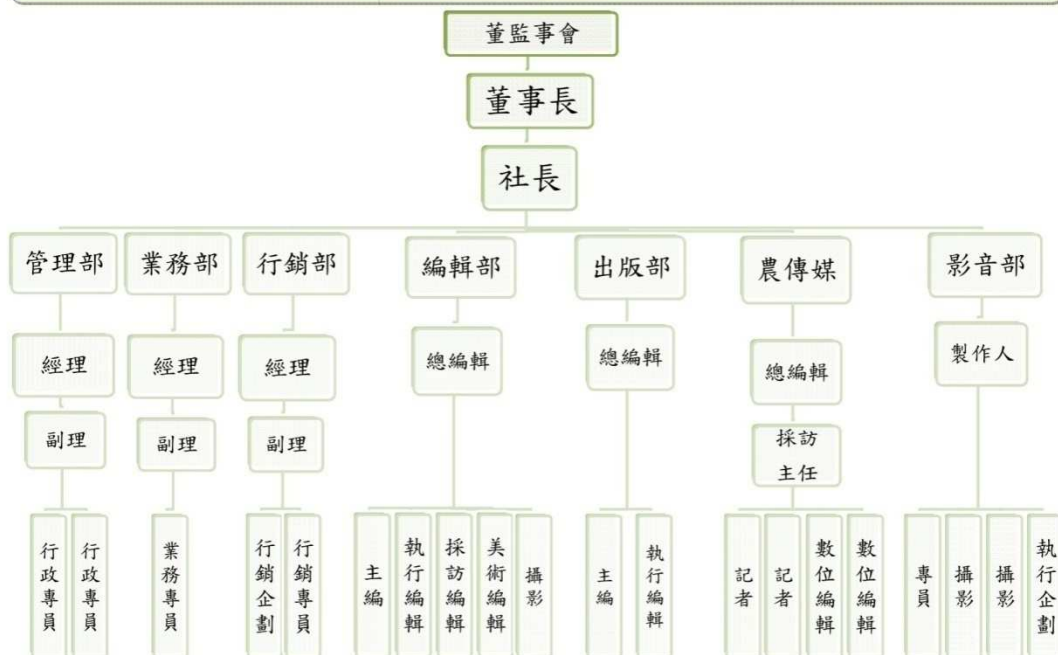 董監事會
董事長
社長
管理部
業務部
行銷部
編輯部
出版部
農傳媒
影音部
經理
經理
經理
總編輯
總編輯
總編輯
製作人
副理
副理
副理
採訪
主任
行政專員
行政專員
業務專員
行銷企劃
行銷專員
主編
執行編輯
採訪編輯
美術編輯
攝影
主編
執行編輯
記者
記者
數位編輯
數位編輯
專員
攝影
攝影
執行企劃